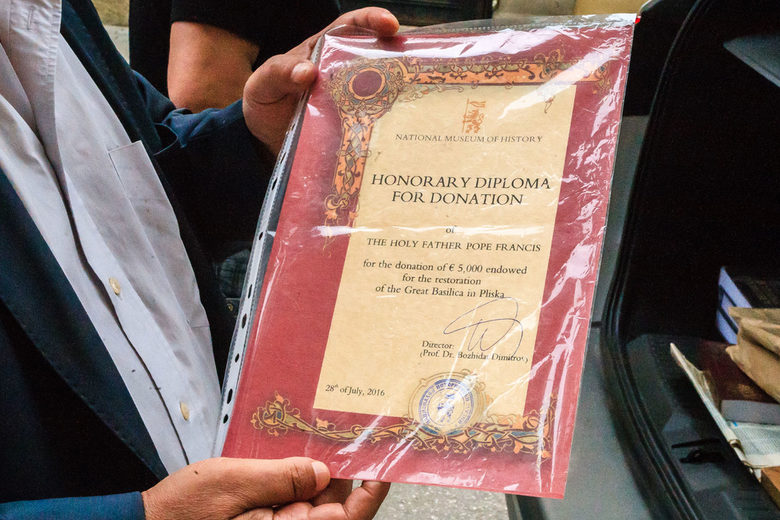 NATIONAL MUSEUM OF HISTORY
HONORARY DIPLOMA
FOR DONATION
of
THE HOLY FATHER POPE FRANCIS
for the donation of € 5,000 endowed
for the restoration
of the Great Basilica in Pliska
Director:
(Prof. Dr. Bozhidar Dimitrov)
28th of July, 2016